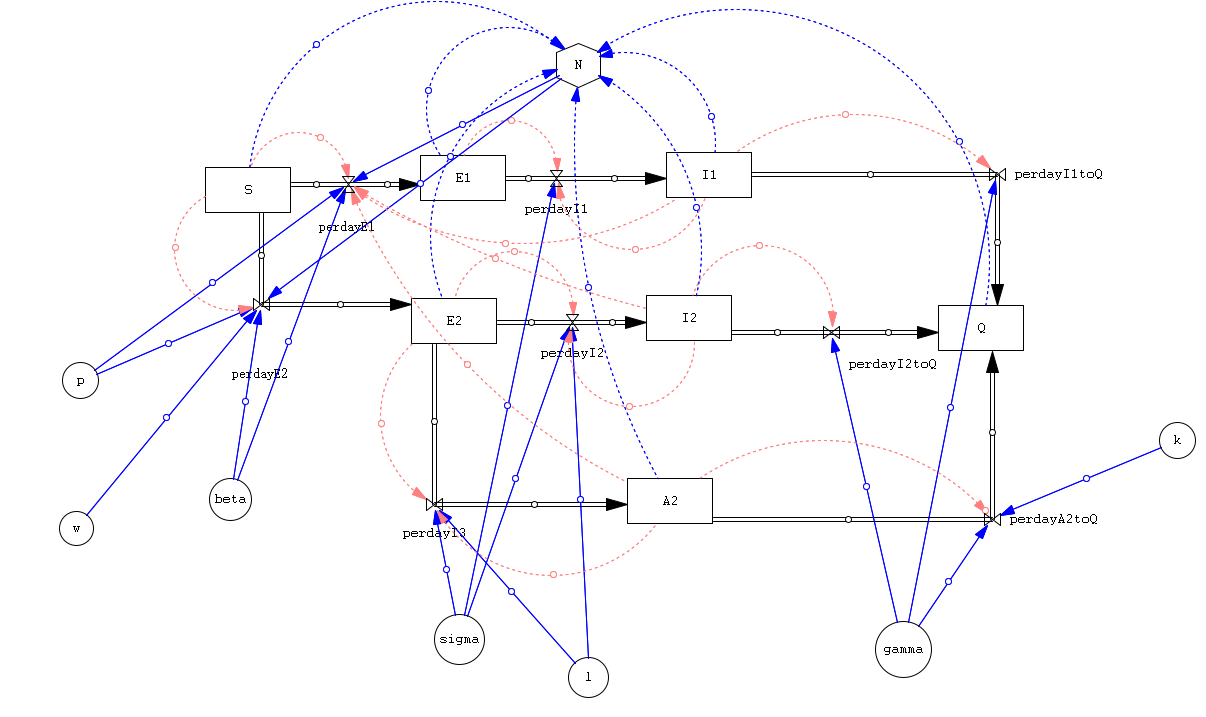 N
S
E1
I1
perdayI1toQ
perdayI1
perdayE1
E2
I2
Q
perdayI2
perdayI2toQ
p
perdayE2
k
w
beta
A2
perdayI3
perdayA2toQ
sigma
l
gamma